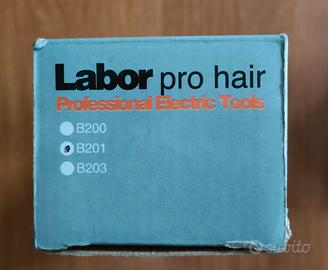 Labor pro hair
Professional Electric Tools
B200
B201
B203
subito